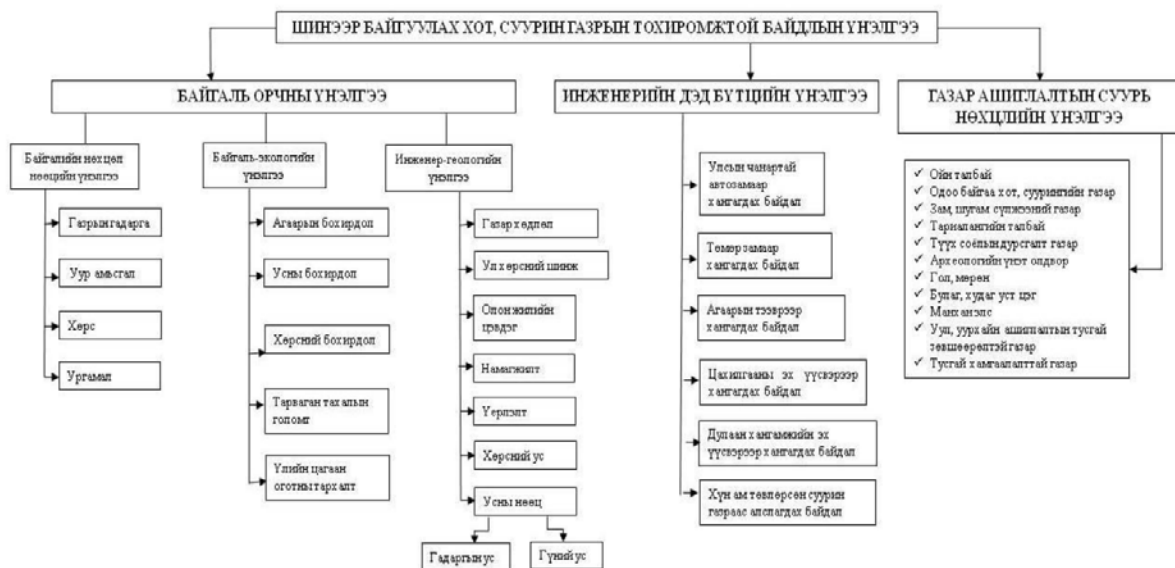 ШИНЭЭР БАЙГУУЛАХ ХОТ, СУУРИН ГАЗРЫН ТОХИРОМЖТОЙ БАЙДЛЫН ҮНЭЛГЭЭ
БАЙГАЛЬ ОРЧНЫ ҮНЭЛГЭЭ
Байгалийн нөхцөл
нөөцийн үнэлгээ
Газрын гадарга
Уур амьсгал
Хөрс
Ургамал
Байгаль-экологийн
үнэлгээ
Агаарын бохирдол
Усны бохирдол
Хөрсний бохирдол
Тарваган тахалын
голомт
Үлийн цагаан
оготны тархалт
Инженер-геологийн
үнэлгээ
Газар хөдлөл
Ул хөрсний шинж
Олон жилийн
цэвдэг
Намагжилт
Үерлэлт
Хөрсний ус
Усны нөөц
Гадаргын ус
Гүний ус
ИНЖЕНЕРИЙН ДЭД БҮТЦИЙН ҮНЭЛГЭЭ
Улсын чанартай
автозамаар
хангагдах байдал
Төмөр замаар
хангагдах байдал
Агаарын тээврээр
хангагдах байдал
Цахилгааны эх үүсвэрээр
хангагдах байдал
Дулаан хангамжийн эх
үүсвэрээр хангагдах байдал
Хүн ам төвлөрсөн суурин
газраас алслагдах байдал
ГАЗАР АШИГЛАЛТЫН СУУРЬ
НӨХЦЛИЙН ҮНЭЛГЭЭ
✓ Ойн талбай
✓ Одоо байгаа хот, суурингийн газар
✓ Зам, шугам сүлжээний газар
✓ Тариалангийн талбай
✓ Түүх соёлын дурсгалт газар
✓ Археологийн үнэт олдвор
✓ Гол, мөрөн
✓ Булаг, худаг уст цэг
✓ Манхан элс
✓ Уул, уурхайн ашиглалтын тусгай
зөвшөөрөлтэй газар
✓ Тусгай хамгаалалттай газар